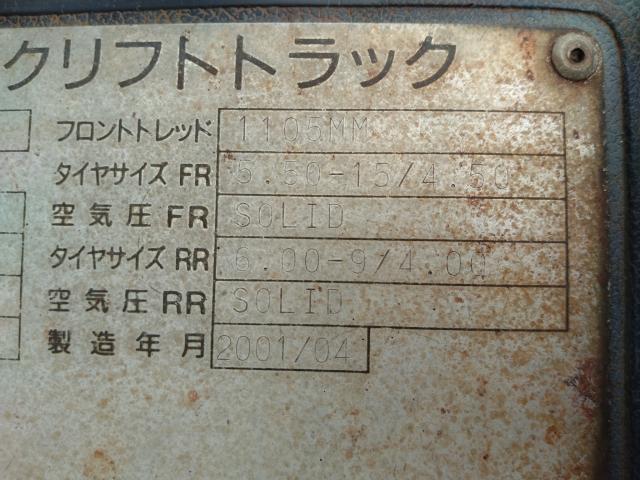 クリフトトラック
フロントトレッド 1105MM
タイヤサイズ FR 5.50-15/4.50
空気圧 FR SOLID
タイヤサイズ RR 6.00-9/4.00
空気圧 RR SOLID
製造年月 2001/04